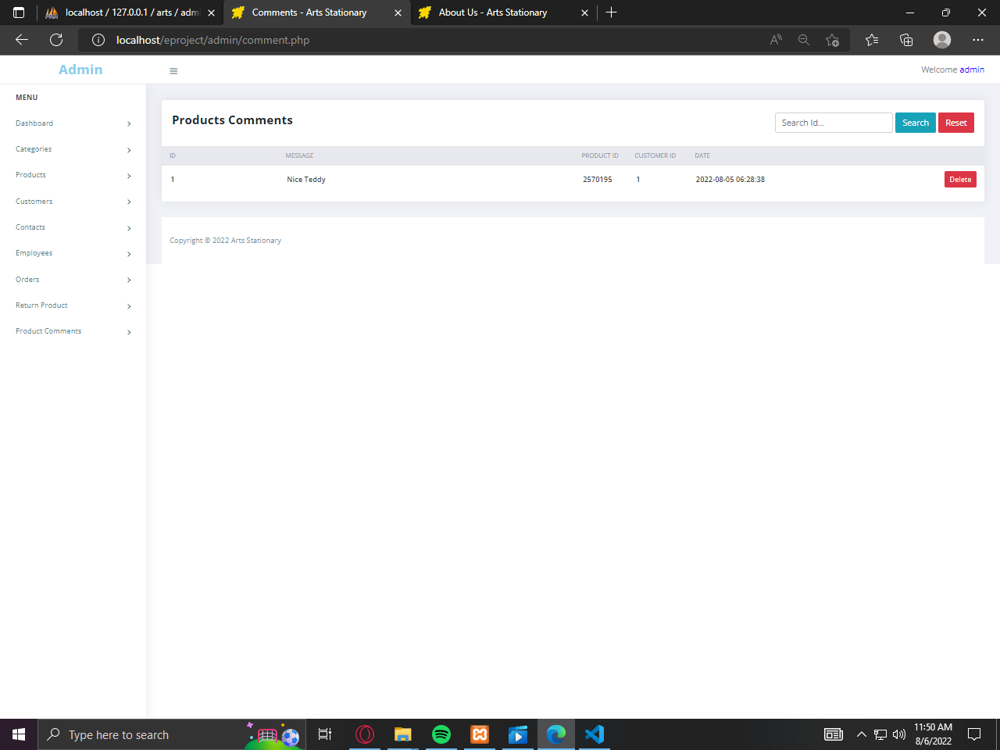 localhost / 127.0.0.1 / arts / adm
Comments - Arts Stationary
About Us - Arts Stationary
localhost/eproject/admin/comment.php
Admin
Welcome admin
MENU
Dashboard
Categories
Products
Customers
Contacts
Employees
Orders
Return Product
Product Comments
Products Comments
Search Id...
Search
Reset
ID MESSAGE PRODUCT ID CUSTOMER ID DATE
1 Nice Teddy 2570195 1 2022-08-05 06:28:38 Delete
Copyright © 2022 Arts Stationary
Type here to search
11:50 AM
8/6/2022